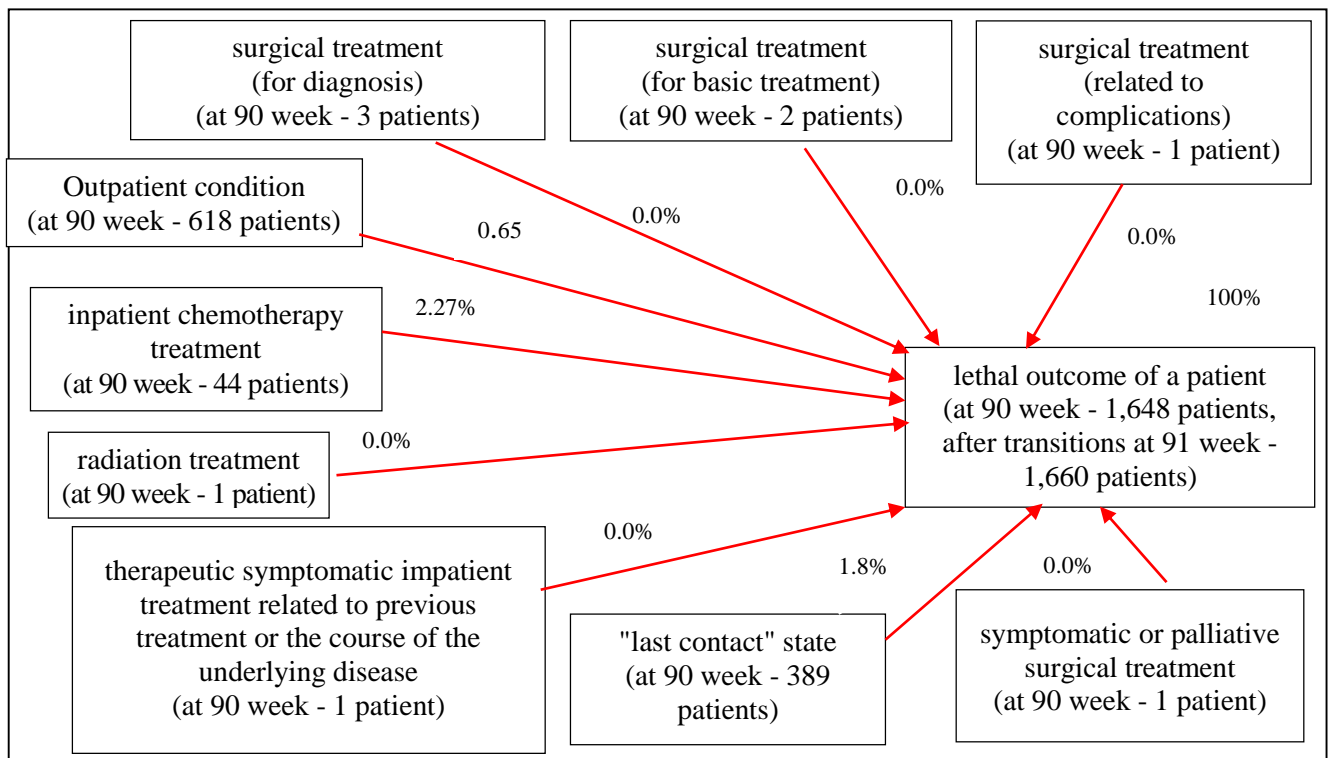 surgical treatment
(for diagnosis)
(at 90 week - 3 patients)
surgical treatment
(for basic treatment)
(at 90 week - 2 patients)
surgical treatment
(related to
complications)
(at 90 week - 1 patient)
Outpatient condition
(at 90 week - 618 patients)
0.0%
0.0%
0.65
0.0%
inpatient chemotherapy
treatment
(at 90 week - 44 patients)
2.27%
100%
lethal outcome of a patient
(at 90 week - 1,648 patients,
after transitions at 91 week -
1,660 patients)
radiation treatment
(at 90 week - 1 patient)
0.0%
therapeutic symptomatic impatient
treatment related to previous
treatment or the course of the
underlying disease
(at 90 week - 1 patient)
0.0%
1.8%
0.0%
"last contact" state
(at 90 week - 389
patients)
symptomatic or palliative
surgical treatment
(at 90 week - 1 patient)